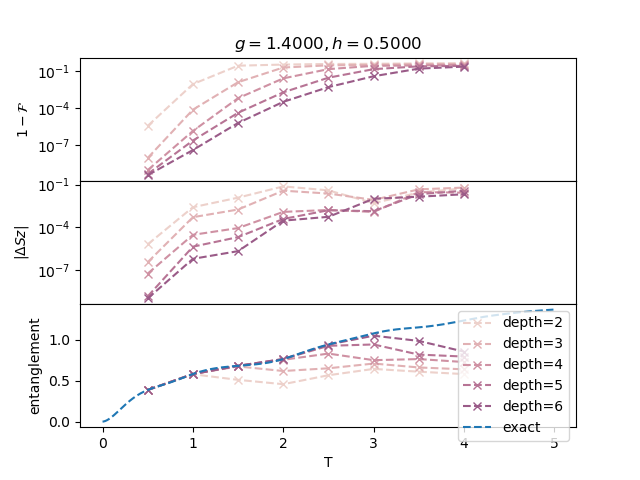 g = 1.4000, h = 0.5000
10⁻¹
10⁻⁴
10⁻⁷
1 − ℱ
10⁻¹
10⁻⁴
10⁻⁷
|ΔSz|
1.0
0.5
0.0
entanglement
depth=2
depth=3
depth=4
depth=5
depth=6
exact
0 1 2 3 4 5
T